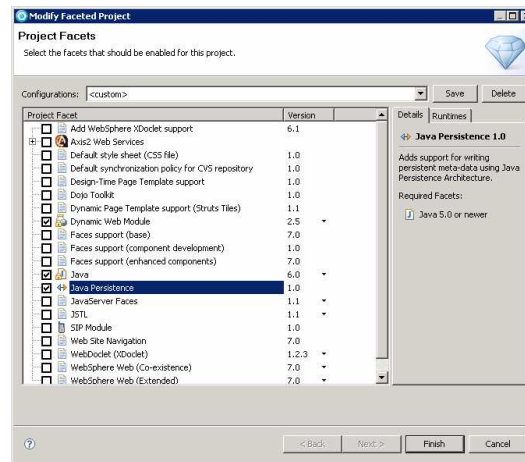 Modify Faceted Project
Project Facets
Select the facets that should be enabled for this project.
Configurations: <custom> Save Delete
Project Facet Version
Add WebSphere XDoclet support 6.1
Axis2 Web Services
Default style sheet (CSS file) 1.0
Default synchronization policy for CVS repository 1.0
Design-Time Page Template support 1.0
Dojo Toolkit 1.0
Dynamic Page Template support (Struts Tiles) 1.1
Dynamic Web Module 2.5
Faces support (base) 7.0
Faces support (component development) 1.0
Faces support (enhanced components) 7.0
Java 6.0
Java Persistence 1.0
JavaServer Faces 1.1
JSTL 1.1
SIP Module 1.0
Web Site Navigation 7.0
WebDoclet (XDoclet) 1.2.3
WebSphere Web (Co-existence) 7.0
WebSphere Web (Extended) 7.0
Details Runtimes
Java Persistence 1.0
Adds support for writing
persistent meta-data using Java
Persistence Architecture.
Required Facets:
Java 5.0 or newer
< Back Next > Finish Cancel